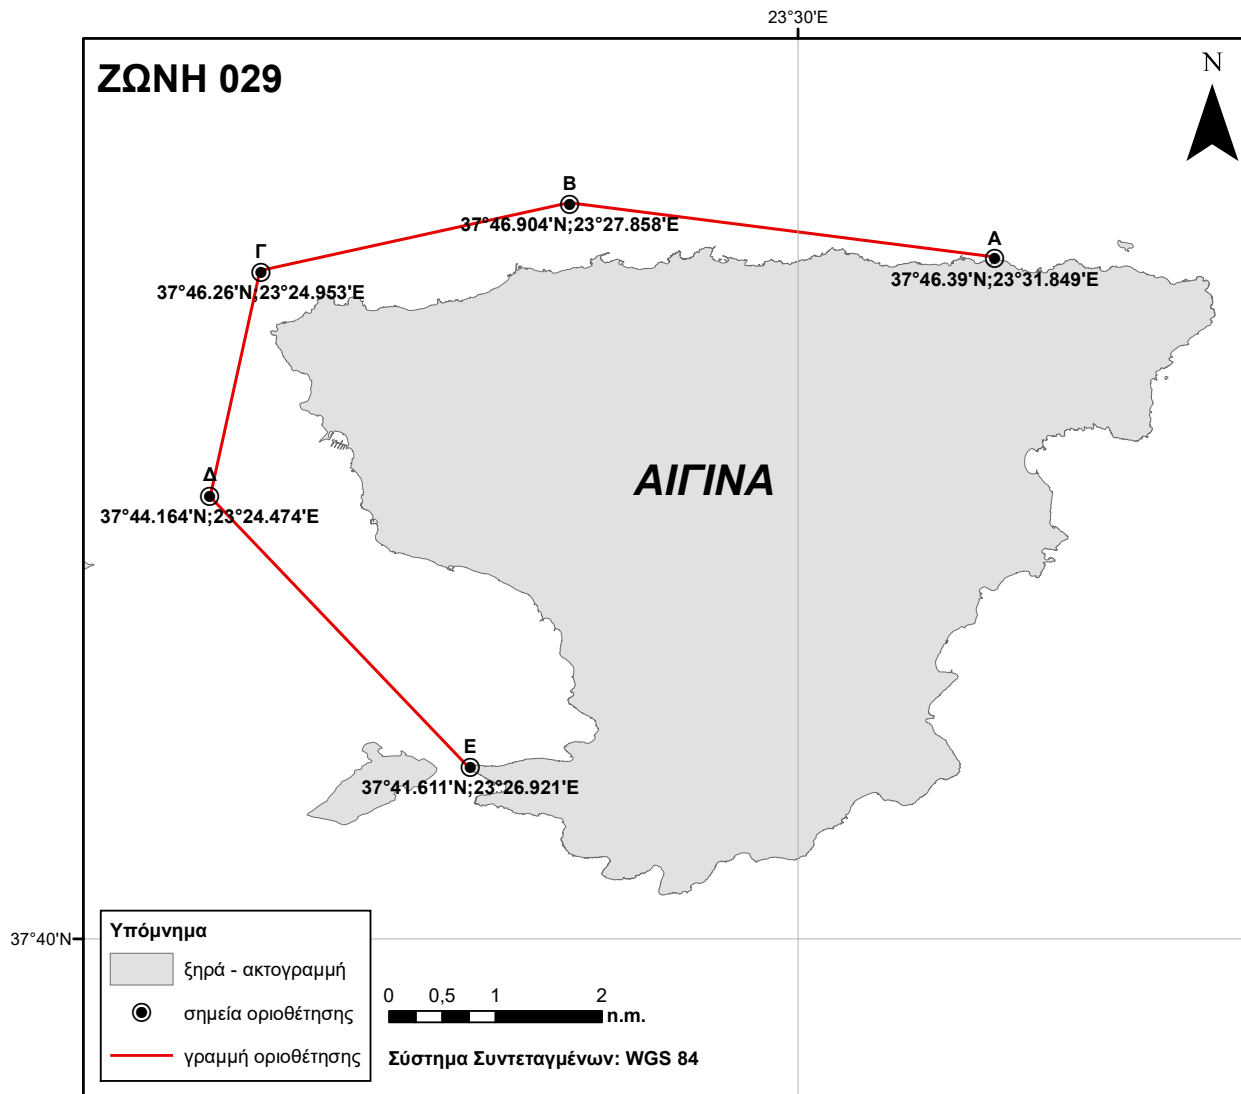 23°30'E
ΖΩΝΗ 029
N
Β
37°46.904'N;23°27.858'E
Α
37°46.39'N;23°31.849'E
Γ
37°46.26'N;23°24.953'E
ΑΙΓΙΝΑ
Δ
37°44.164'N;23°24.474'E
Ε
37°41.611'N;23°26.921'E
37°40'N
Υπόμνημα
ξηρά - ακτογραμμή
σημεία οριοθέτησης
γραμμή οριοθέτησης
0 0,5 1 2
n.m.
Σύστημα Συντεταγμένων: WGS 84